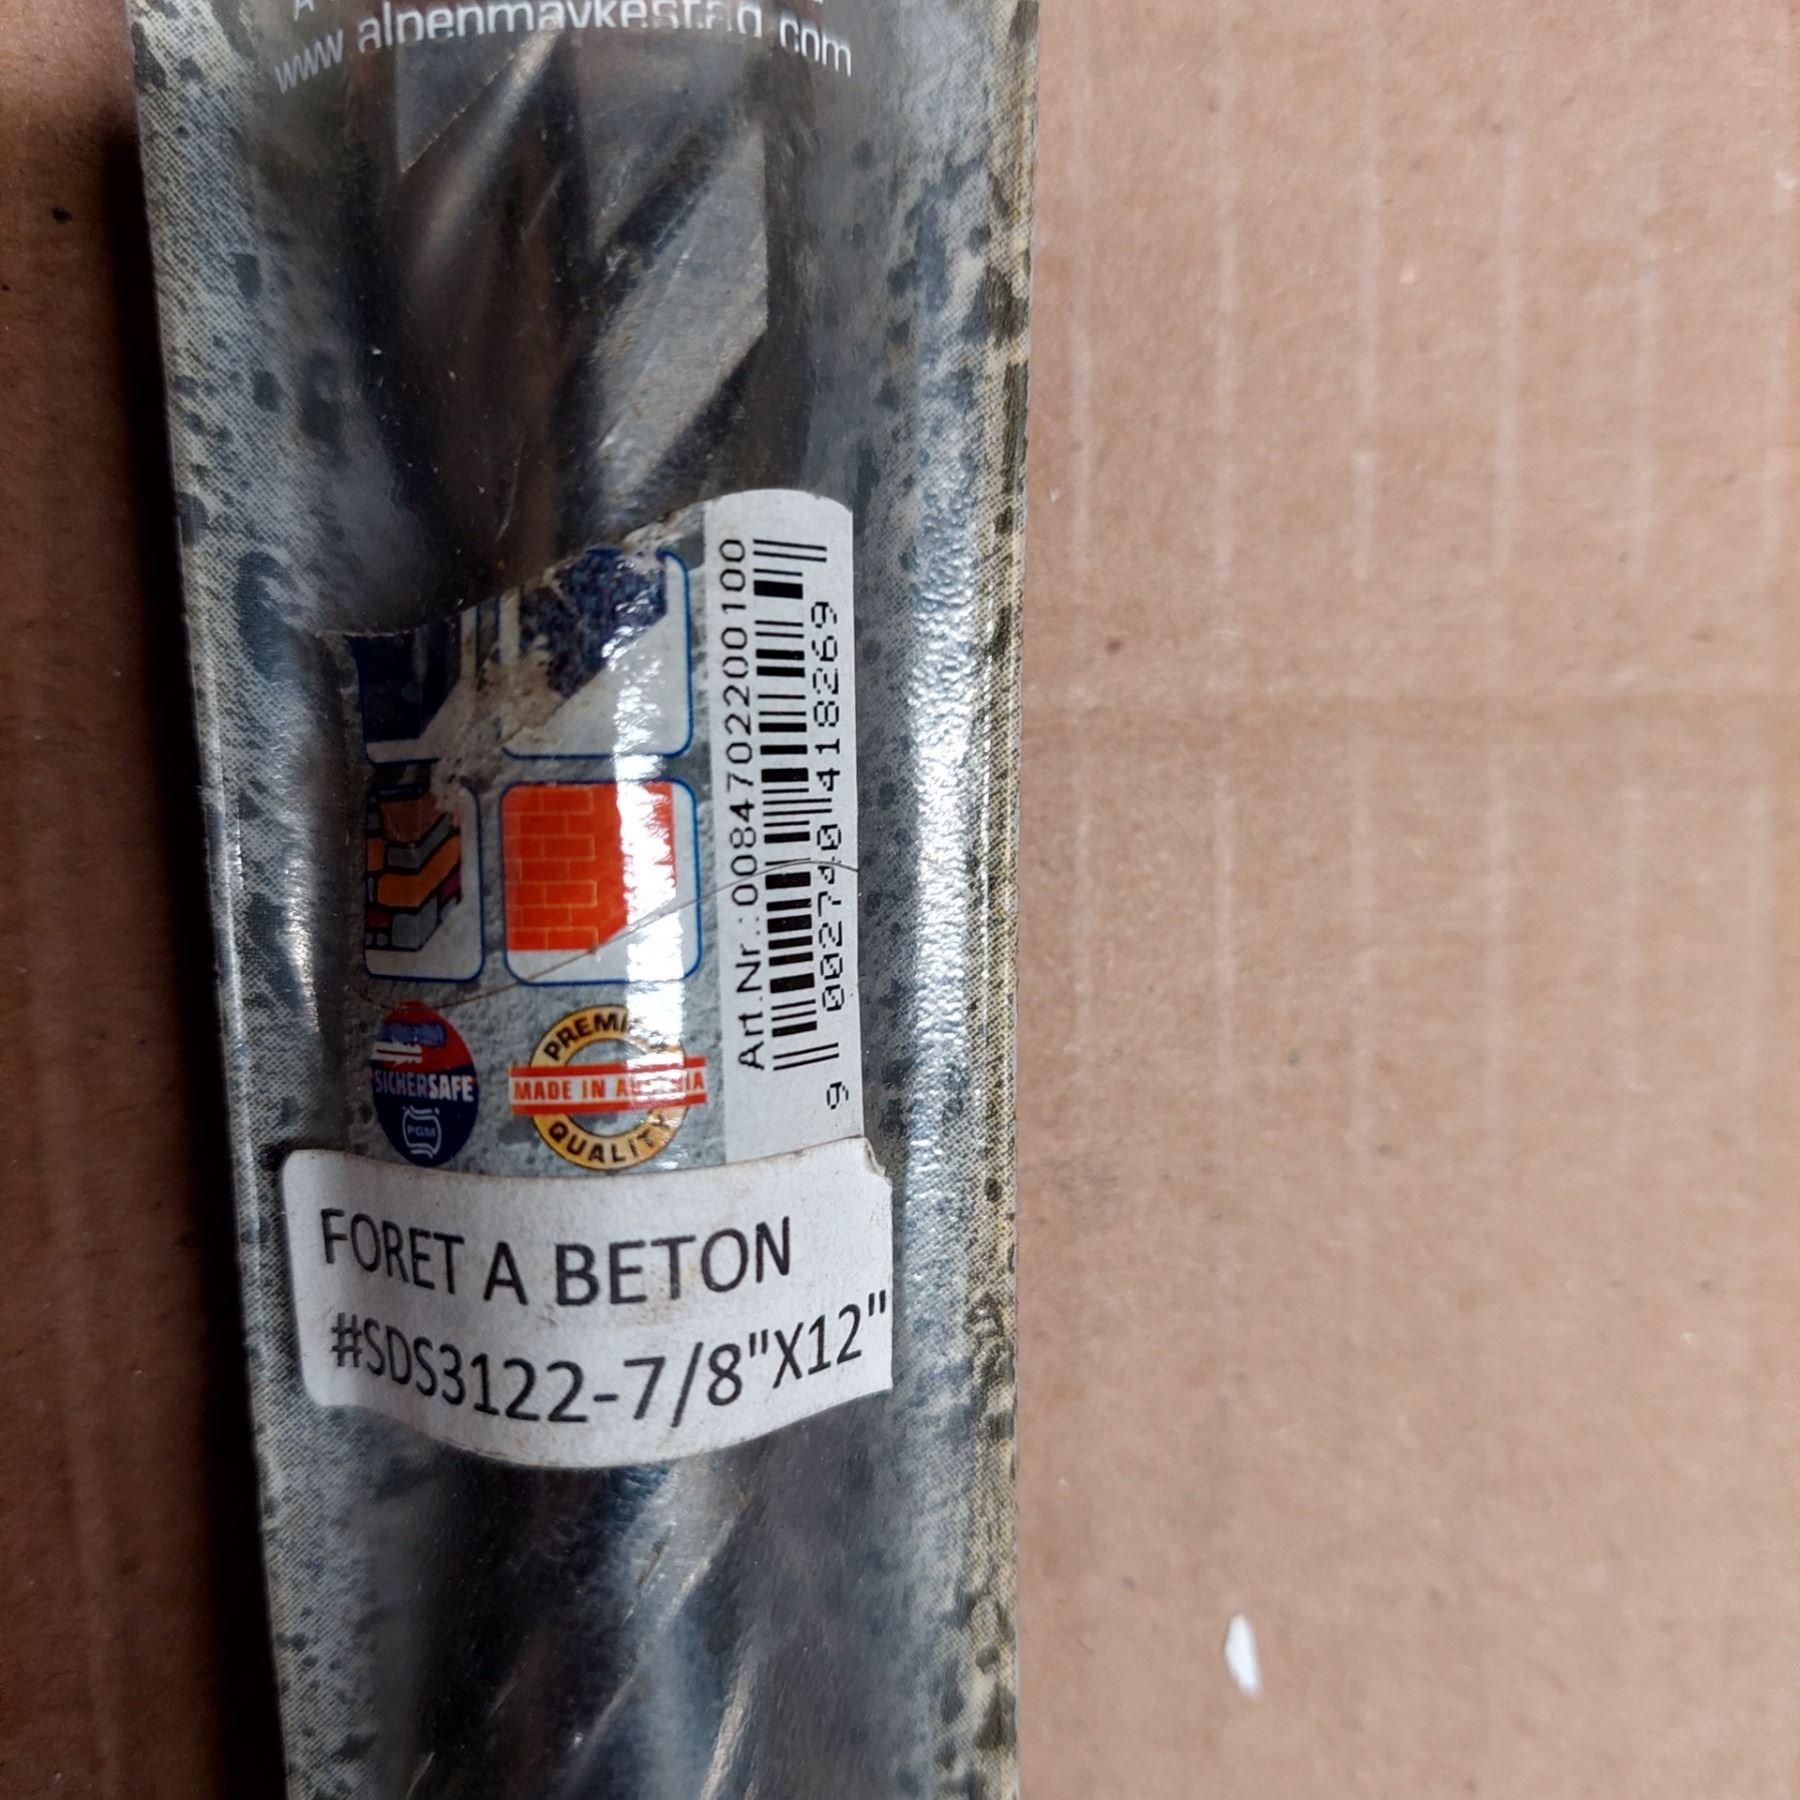 www.alpenmaykestag.com
Art.Nr.:0084702200100
9 002740 418269
SICHERSAFE
PGM
MADE IN AUSTRIA
QUALITY
FORET A BETON
#SDS3122-7/8"X12"